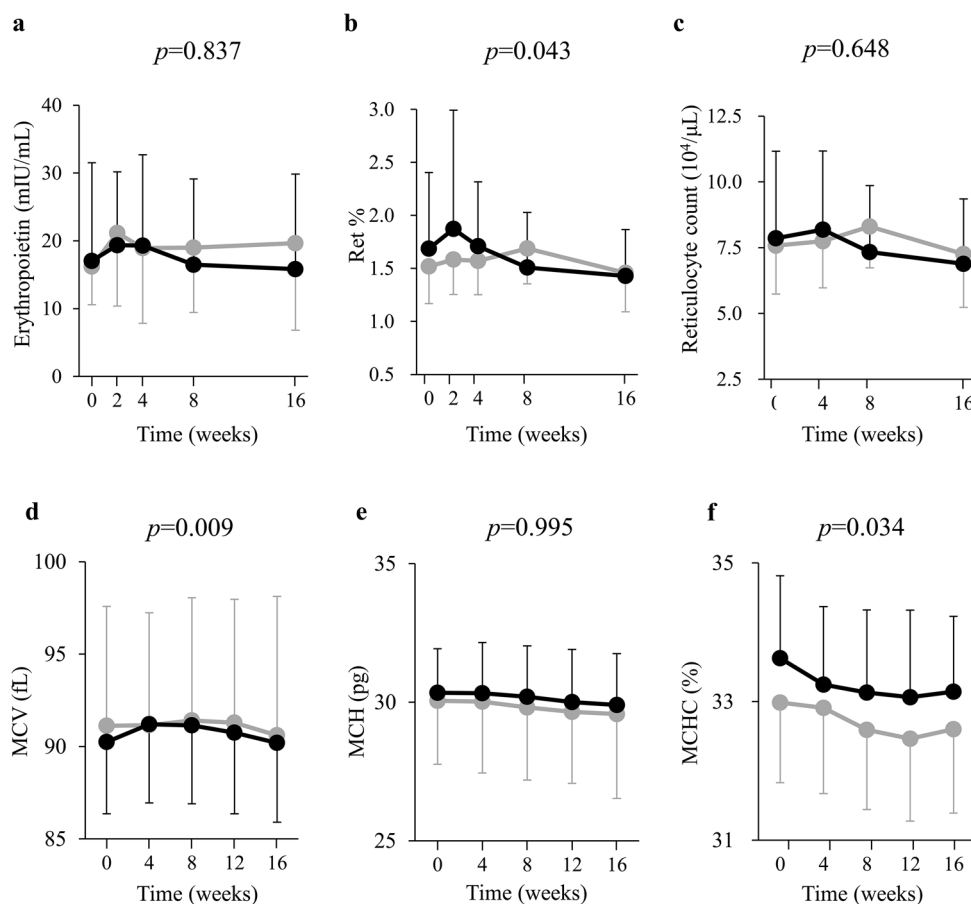 a
p=0.837
Erythropoietin (mIU/mL)
40
30
20
10
0
0 2 4 8 16
Time (weeks)
b
p=0.043
Ret %
3.0
2.5
2.0
1.5
1.0
0.5
0 2 4 8 16
Time (weeks)
c
p=0.648
Reticulocyte count (10⁴/μL)
12.5
10.0
7.5
5.0
2.5
0 4 8 16
Time (weeks)
d
p=0.009
MCV (fL)
100
95
90
85
0 4 8 12 16
Time (weeks)
e
p=0.995
MCH (pg)
35
30
25
0 4 8 12 16
Time (weeks)
f
p=0.034
MCHC (%)
35
33
31
0 4 8 12 16
Time (weeks)